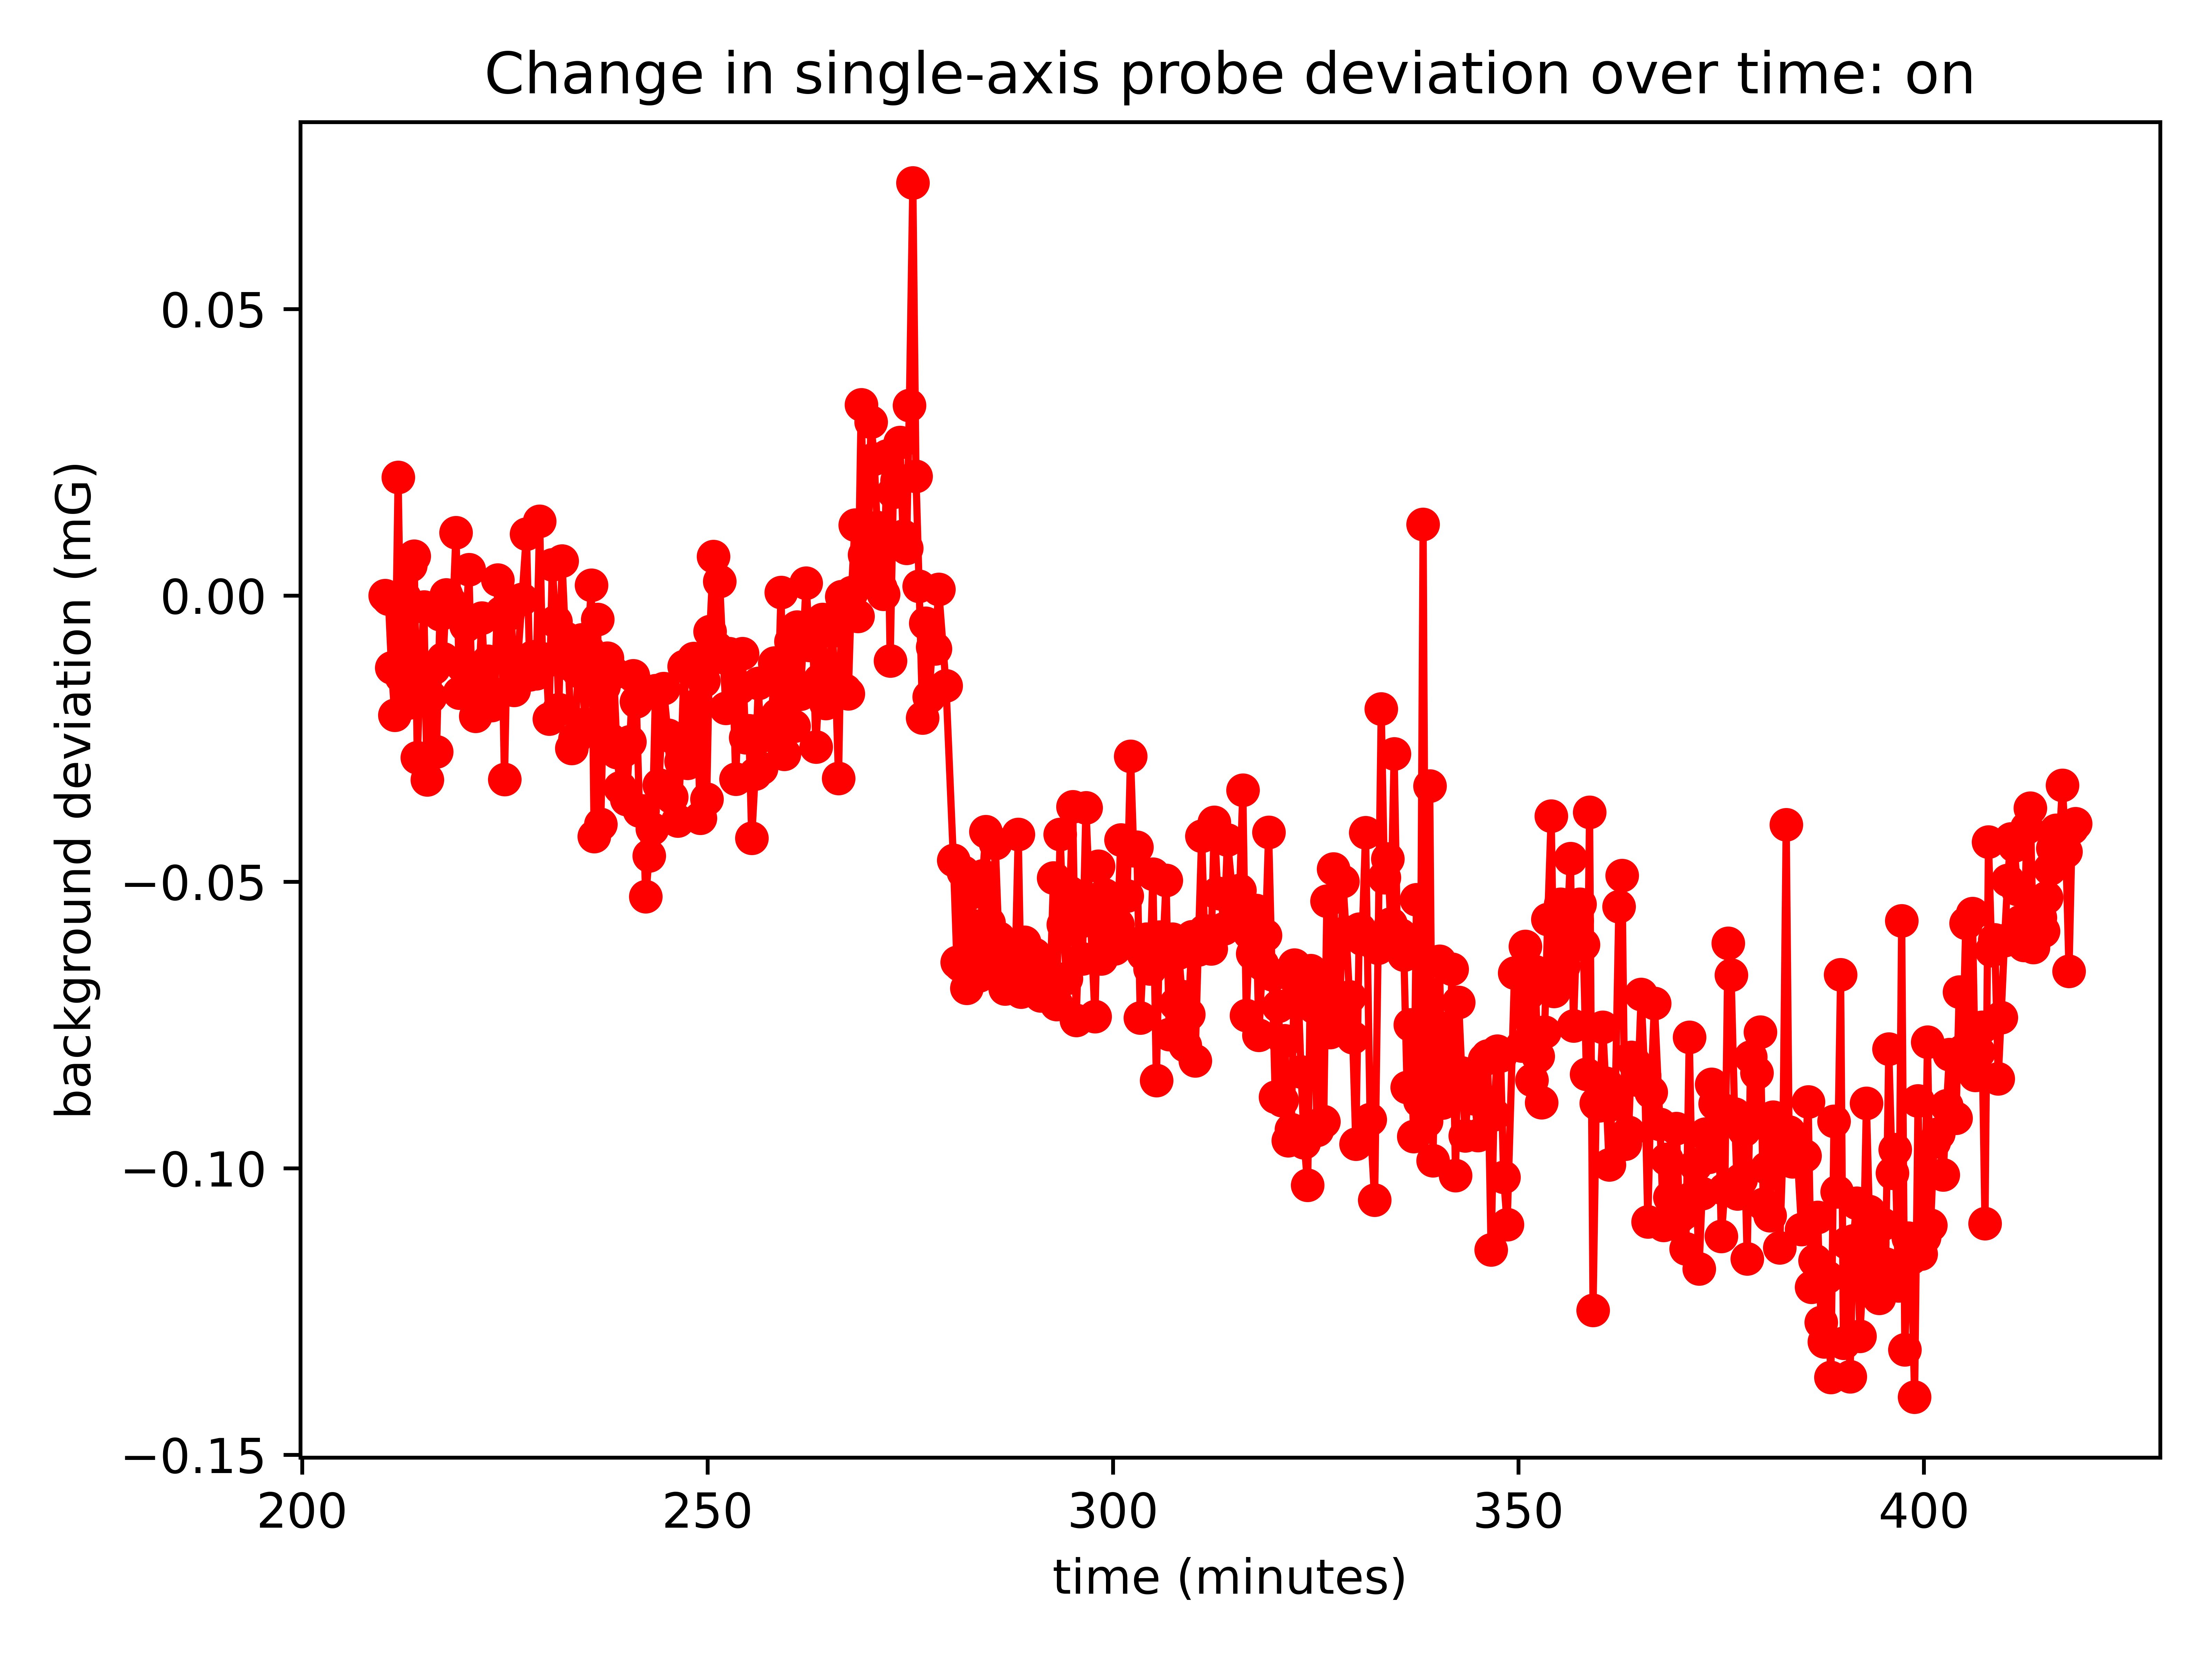 Change in single-axis probe deviation over time: on
background deviation (mG)
0.05
0.00
−0.05
−0.10
−0.15
200 250 300 350 400
time (minutes)